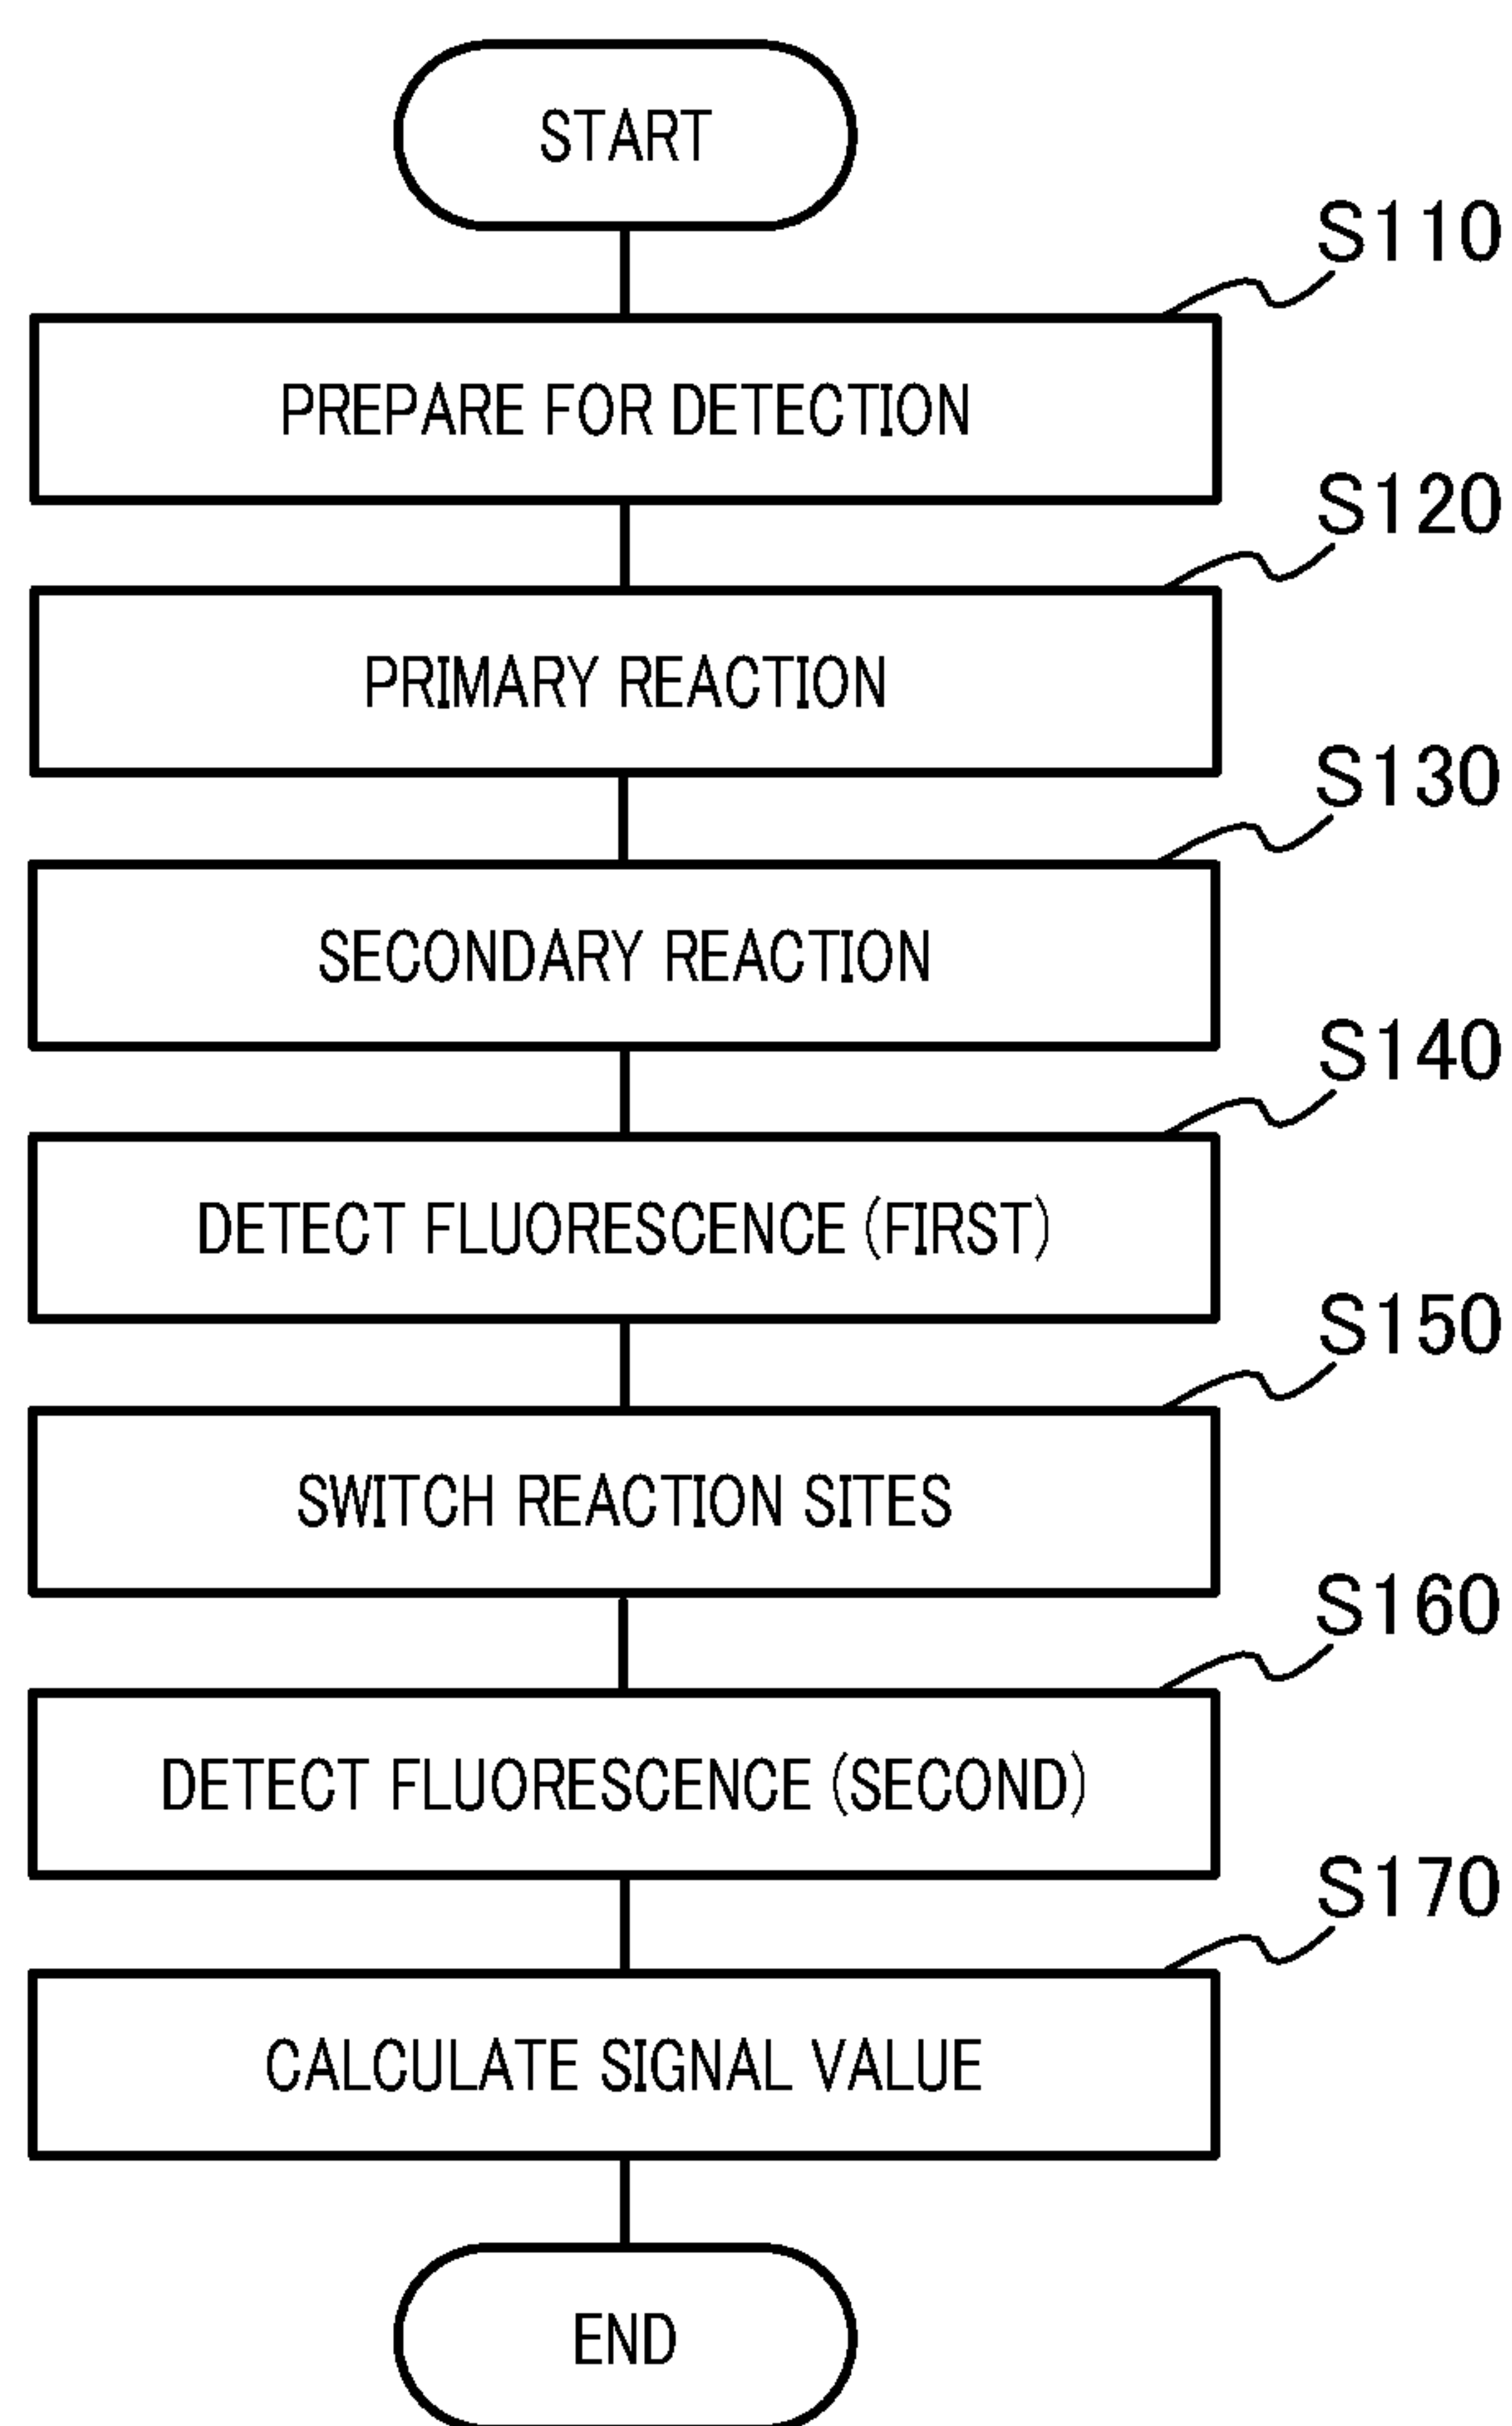 START
S110
PREPARE FOR DETECTION
S120
PRIMARY REACTION
S130
SECONDARY REACTION
S140
DETECT FLUORESCENCE (FIRST)
S150
SWITCH REACTION SITES
S160
DETECT FLUORESCENCE (SECOND)
S170
CALCULATE SIGNAL VALUE
END